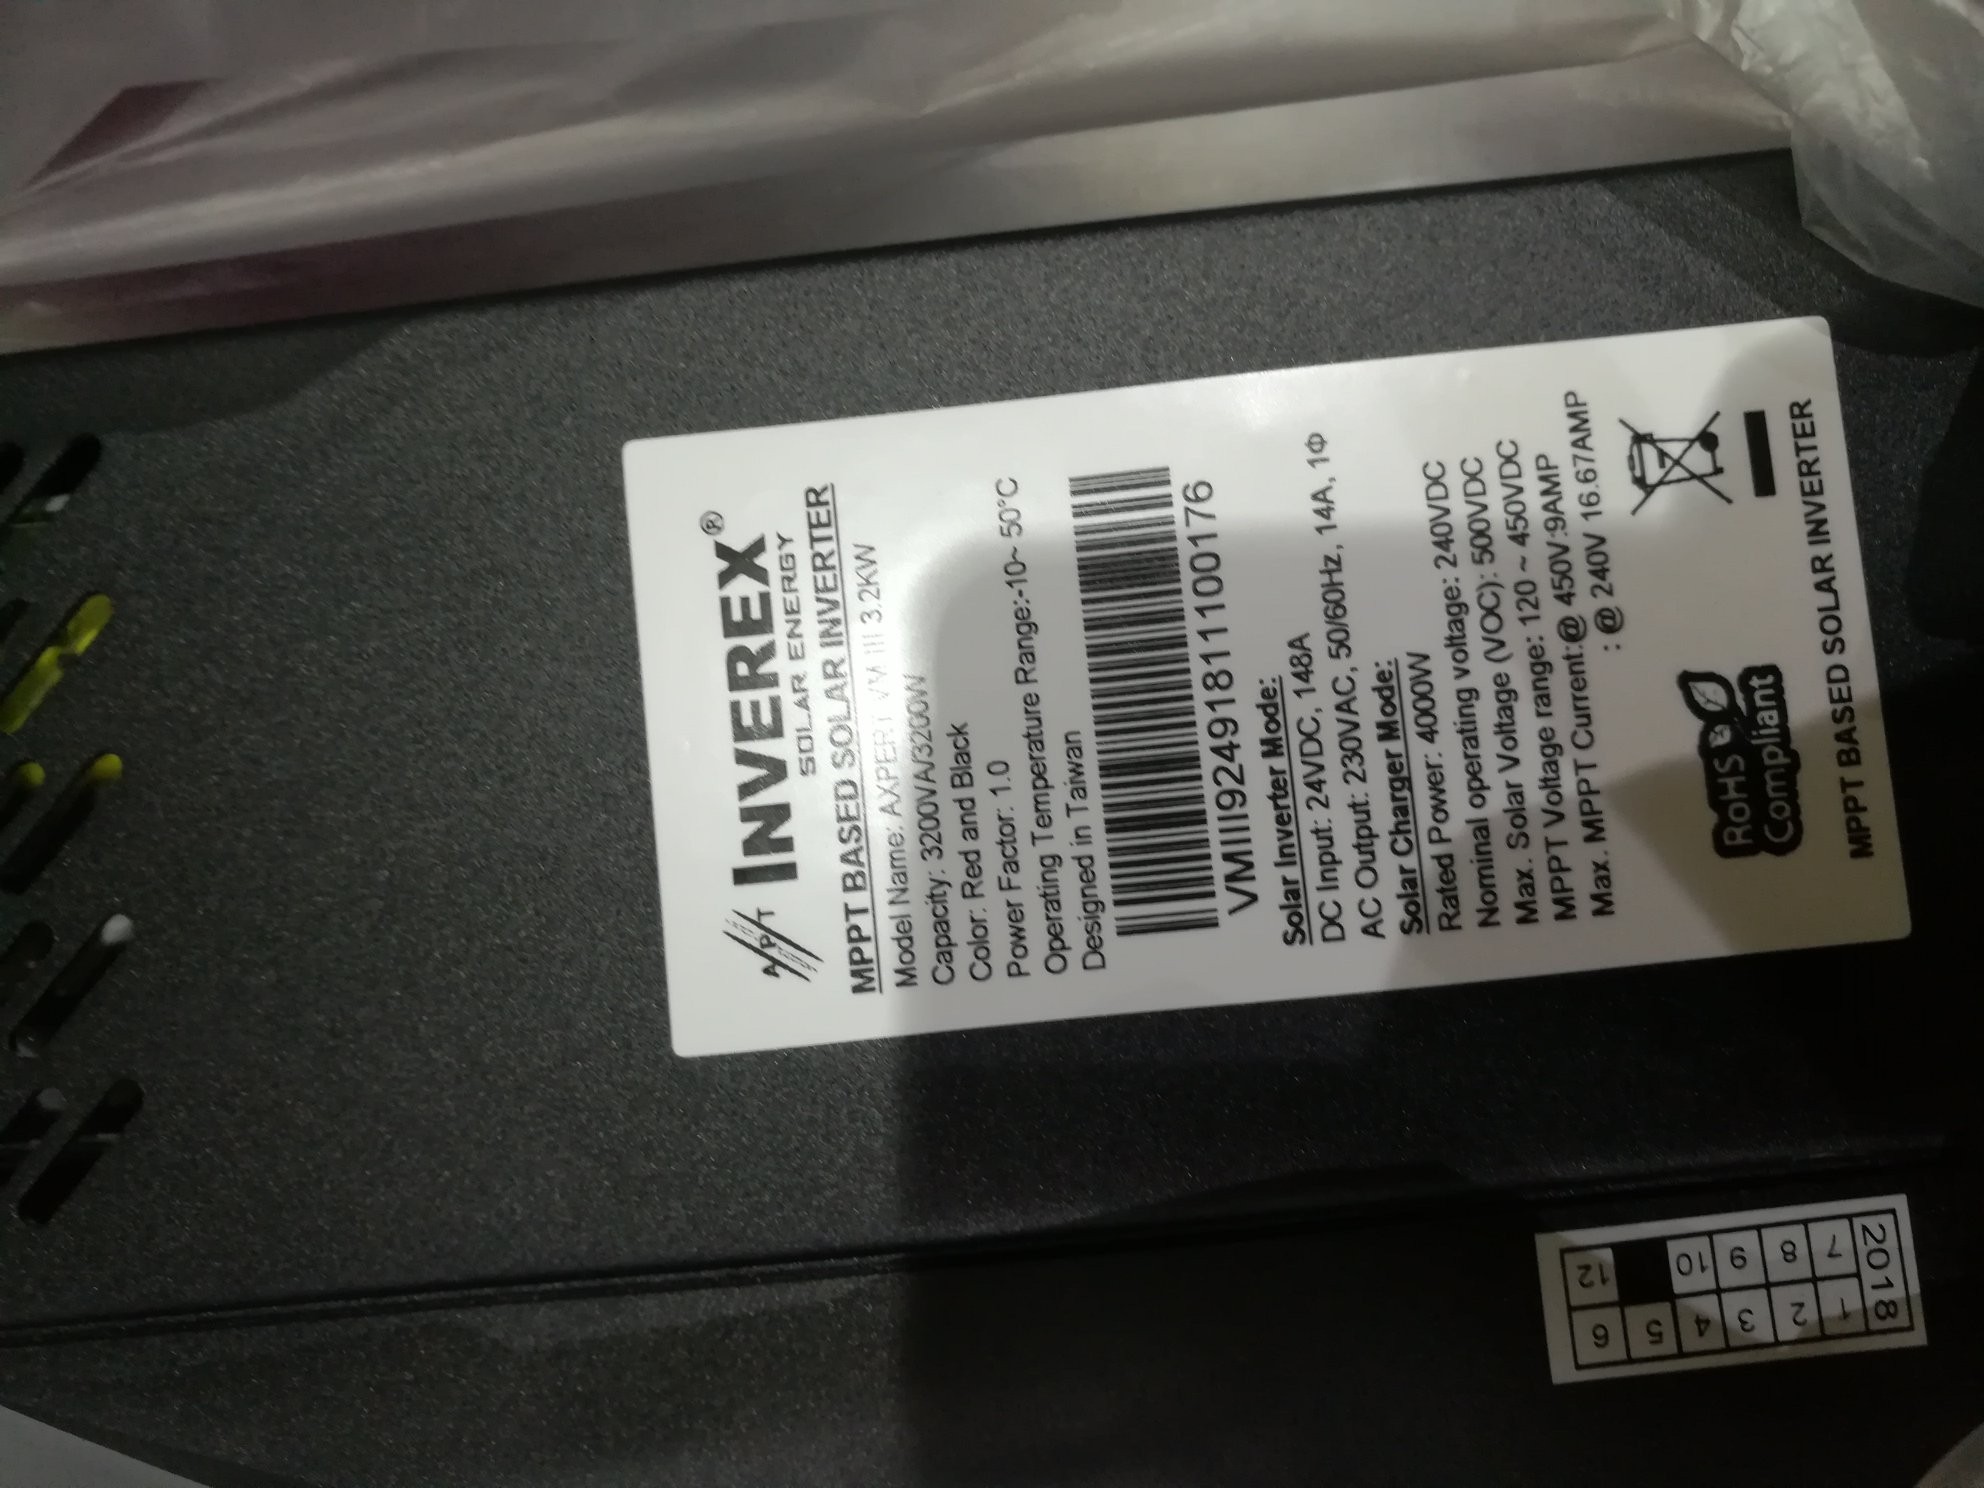 APT INVEREX®
SOLAR ENERGY
MPPT BASED SOLAR INVERTER
Model Name: AXPERT VM III 3.2KW
Capacity: 3200VA/3200W
Color: Red and Black
Power Factor: 1.0
Operating Temperature Range:-10~ 50°C
Designed in Taiwan
VMIII92491811100176
Solar Inverter Mode:
DC Input: 24VDC, 148A
AC Output: 230VAC, 50/60Hz, 14A, 1Φ
Solar Charger Mode:
Rated Power: 4000W
Nominal operating voltage: 240VDC
Max. Solar Voltage (VOC): 500VDC
MPPT Voltage range: 120 ~ 450VDC
Max. MPPT Current:@ 450V:9AMP
: @ 240V 16.67AMP
RoHS
Compliant
MPPT BASED SOLAR INVERTER
2018
1 7
2 8
3 9
4 10
5
6 12